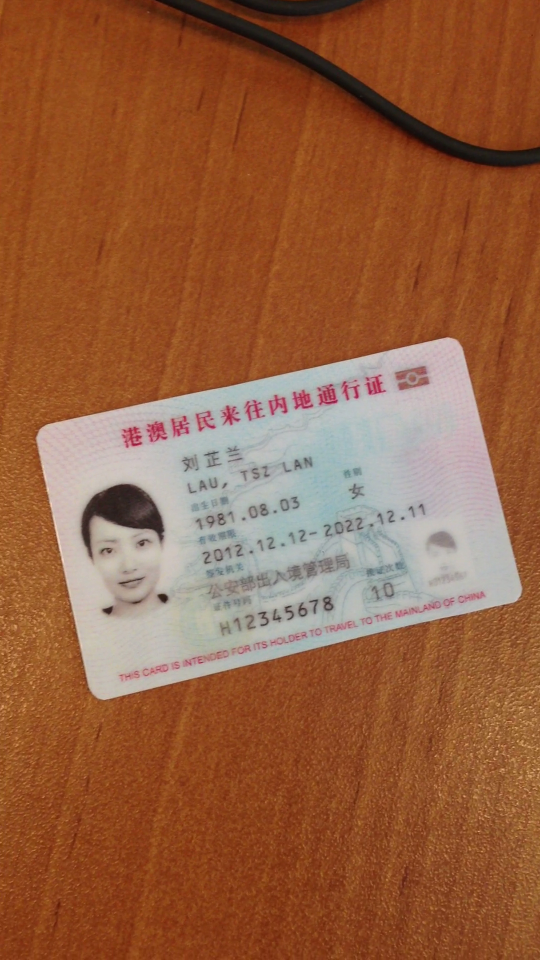 港澳居民来往内地通行证
刘芷兰
LAU, TSZ LAN
出生日期 性别
1981.08.03 女
有效期限
2012.12.12-2022.12.11
签发机关 换证次数
公安部出入境管理局 10
证件号码
H12345678
THIS CARD IS INTENDED FOR ITS HOLDER TO TRAVEL TO THE MAINLAND OF CHINA